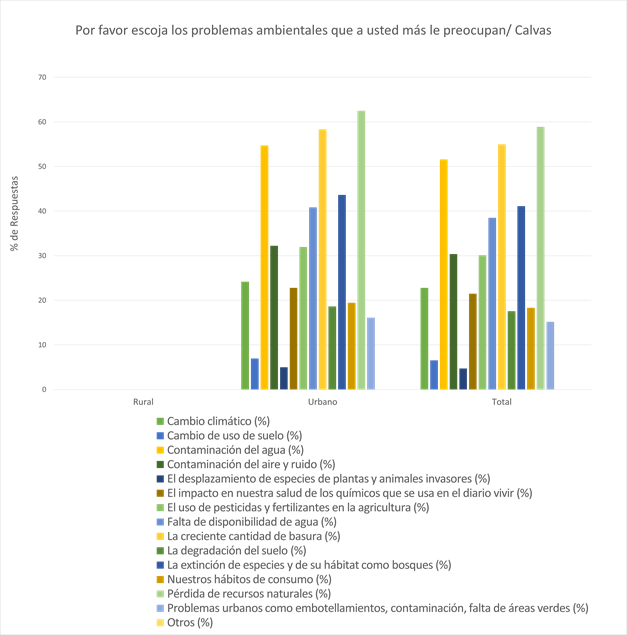 Por favor escoja los problemas ambientales que a usted más le preocupan/ Calvas
70
60
50
40
30
20
10
0
% de Respuestas
Rural Urbano Total
Cambio climático (%)
Cambio de uso de suelo (%)
Contaminación del agua (%)
Contaminación del aire y ruido (%)
El desplazamiento de especies de plantas y animales invasores (%)
El impacto en nuestra salud de los químicos que se usa en el diario vivir (%)
El uso de pesticidas y fertilizantes en la agricultura (%)
Falta de disponibilidad de agua (%)
La creciente cantidad de basura (%)
La degradación del suelo (%)
La extinción de especies y de su hábitat como bosques (%)
Nuestros hábitos de consumo (%)
Pérdida de recursos naturales (%)
Problemas urbanos como embotellamientos, contaminación, falta de áreas verdes (%)
Otros (%)